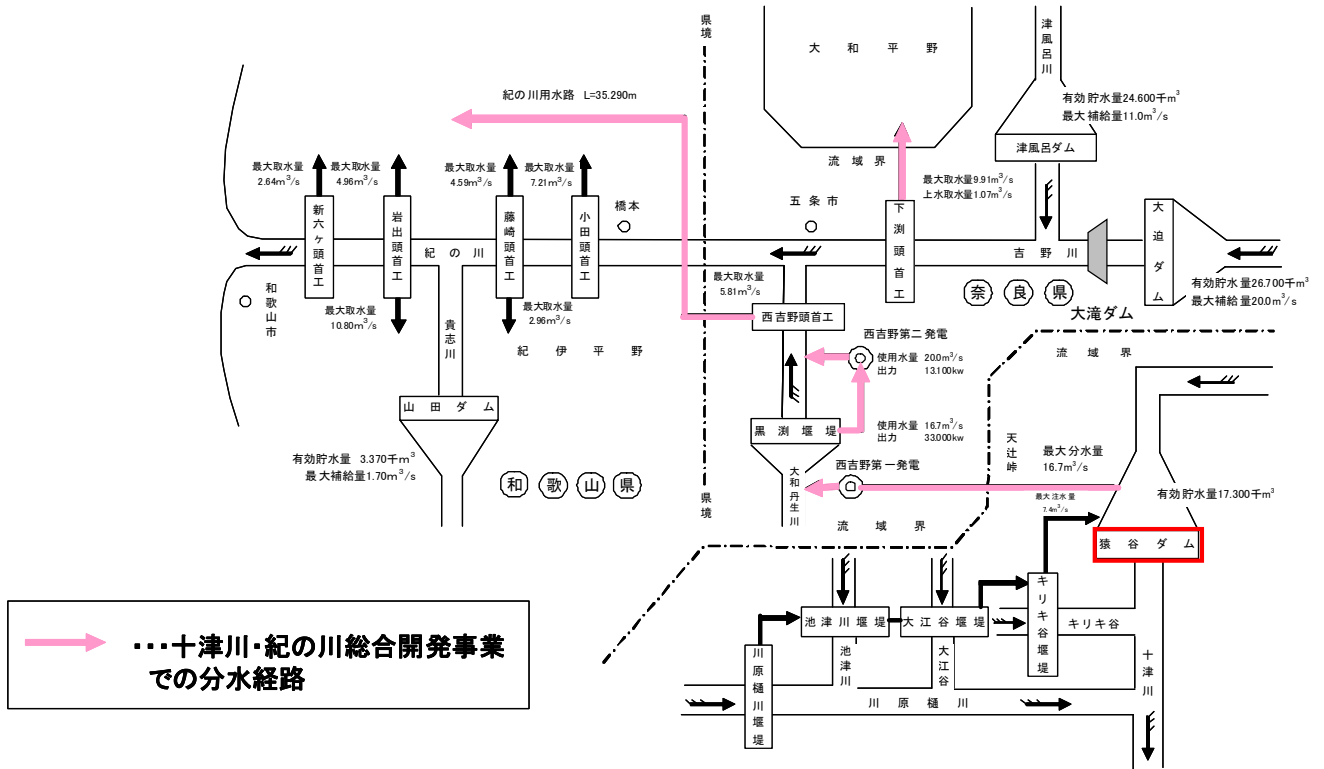 県境
大和平野
津風呂川
紀の川用水路 L=35.290m
有効貯水量24.600千m³
最大補給量11.0m³/s
津風呂ダム
流域界
最大取水量
2.64m³/s
最大取水量
4.96m³/s
最大取水量
4.59m³/s
最大取水量
7.21m³/s
最大取水量9.91m³/s
上水取水量1.07m³/s
新六ヶ頭首工
岩出頭首工
藤崎頭首工
小田頭首工
橋本
五条市
下渕頭首工
大迫ダム
紀の川
吉野川
和歌山市
最大取水量
10.80m³/s
最大取水量
2.96m³/s
最大取水量
5.81m³/s
奈良県
有効貯水量26.700千m³
最大補給量20.0m³/s
大滝ダム
西吉野頭首工
貴志川
紀伊平野
西吉野第二発電
使用水量 20.0m³/s
出力 13.100kw
流域界
山田ダム
黒渕堰堤
使用水量 16.7m³/s
出力 33.000kw
天辻峠
最大分水量
16.7m³/s
有効貯水量 3.370千m³
最大補給量1.70m³/s
和歌山県
県境
大和丹生川
西吉野第一発電
最大注水量
7.4m³/s
有効貯水量17.300千m³
流域界
猿谷ダム
池津川堰堤
大江谷堰堤
キリキ谷堰堤
キリキ谷
川原樋川堰堤
池津川
大江谷
十津川
川原樋川
・・・十津川・紀の川総合開発事業
での分水経路